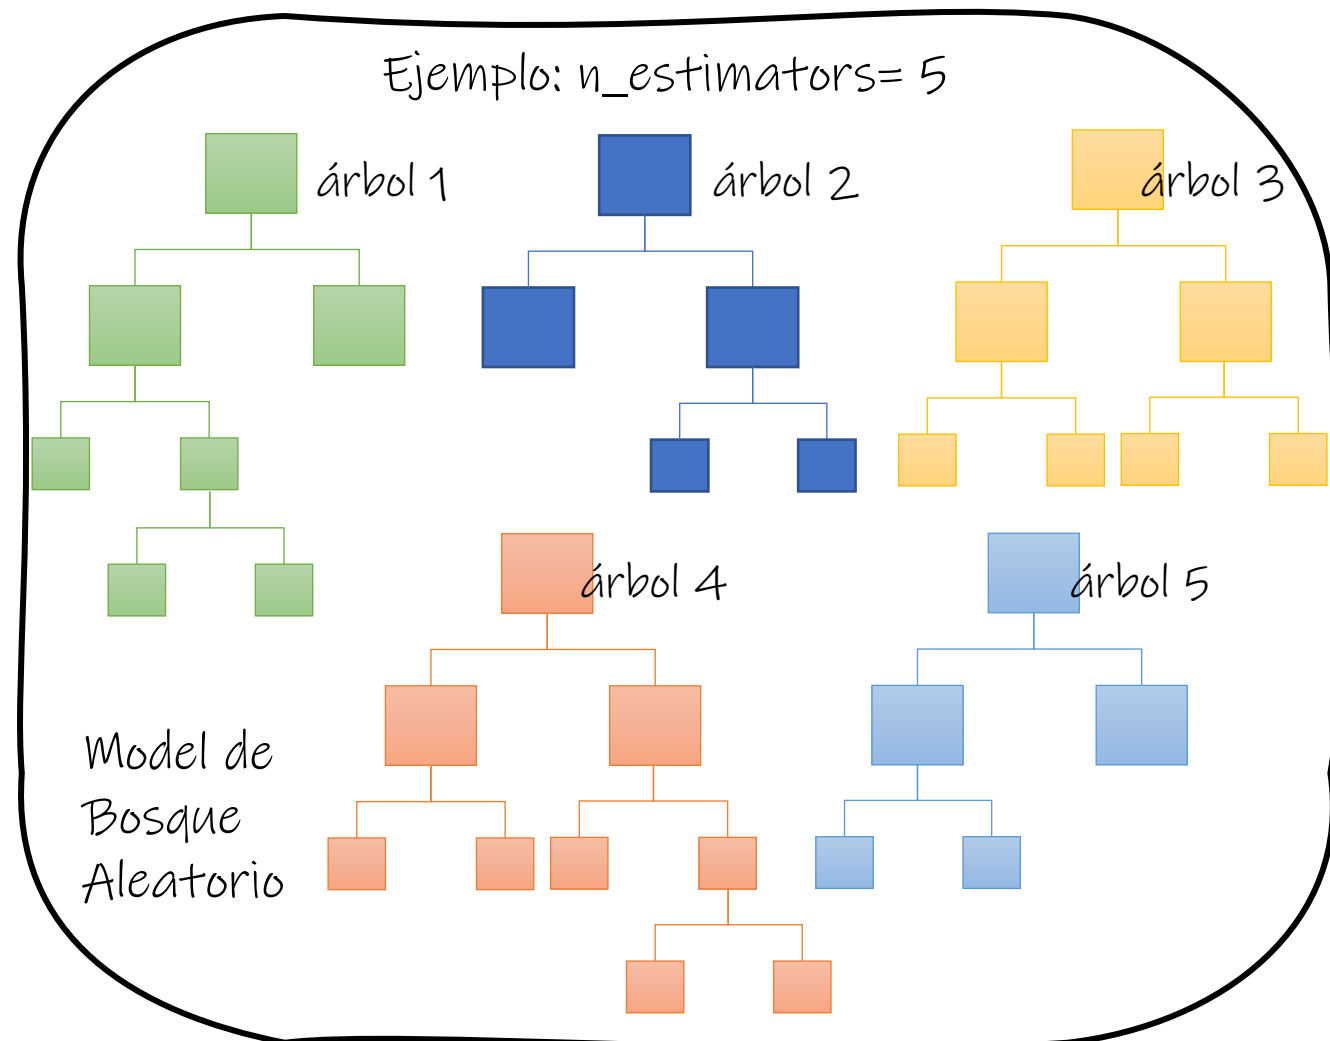 Ejemplo: n_estimators= 5
árbol 1
árbol 2
árbol 3
árbol 4
árbol 5
Model de
Bosque
Aleatorio